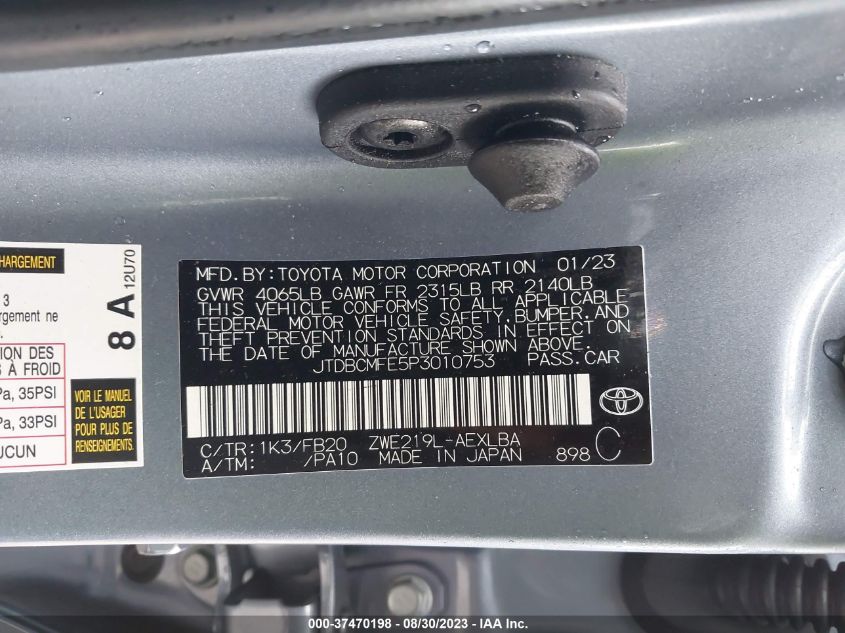 HARGEMENT
3
argement ne
ION DES
À FROID
Pa, 35PSI
Pa, 33PSI
UCUN
VOIR LE
MANUEL DE
L'USAGER
POUR PLUS DE
RENSEIGNEMENTS
8 A 12U70
MFD.BY:TOYOTA MOTOR CORPORATION 01/23
GVWR 4065LB GAWR FR 2315LB RR 2140LB
THIS VEHICLE CONFORMS TO ALL APPLICABLE
FEDERAL MOTOR VEHICLE SAFETY, BUMPER, AND
THEFT PREVENTION STANDARDS IN EFFECT ON
THE DATE OF MANUFACTURE SHOWN ABOVE.
JTDBCMFE5P3010753 PASS.CAR
C/TR:1K3/FB20 ZWE219L-AEXLBA
A/TM: /PA10 MADE IN JAPAN 898 C
000-37470198 - 08/30/2023 - IAA Inc.